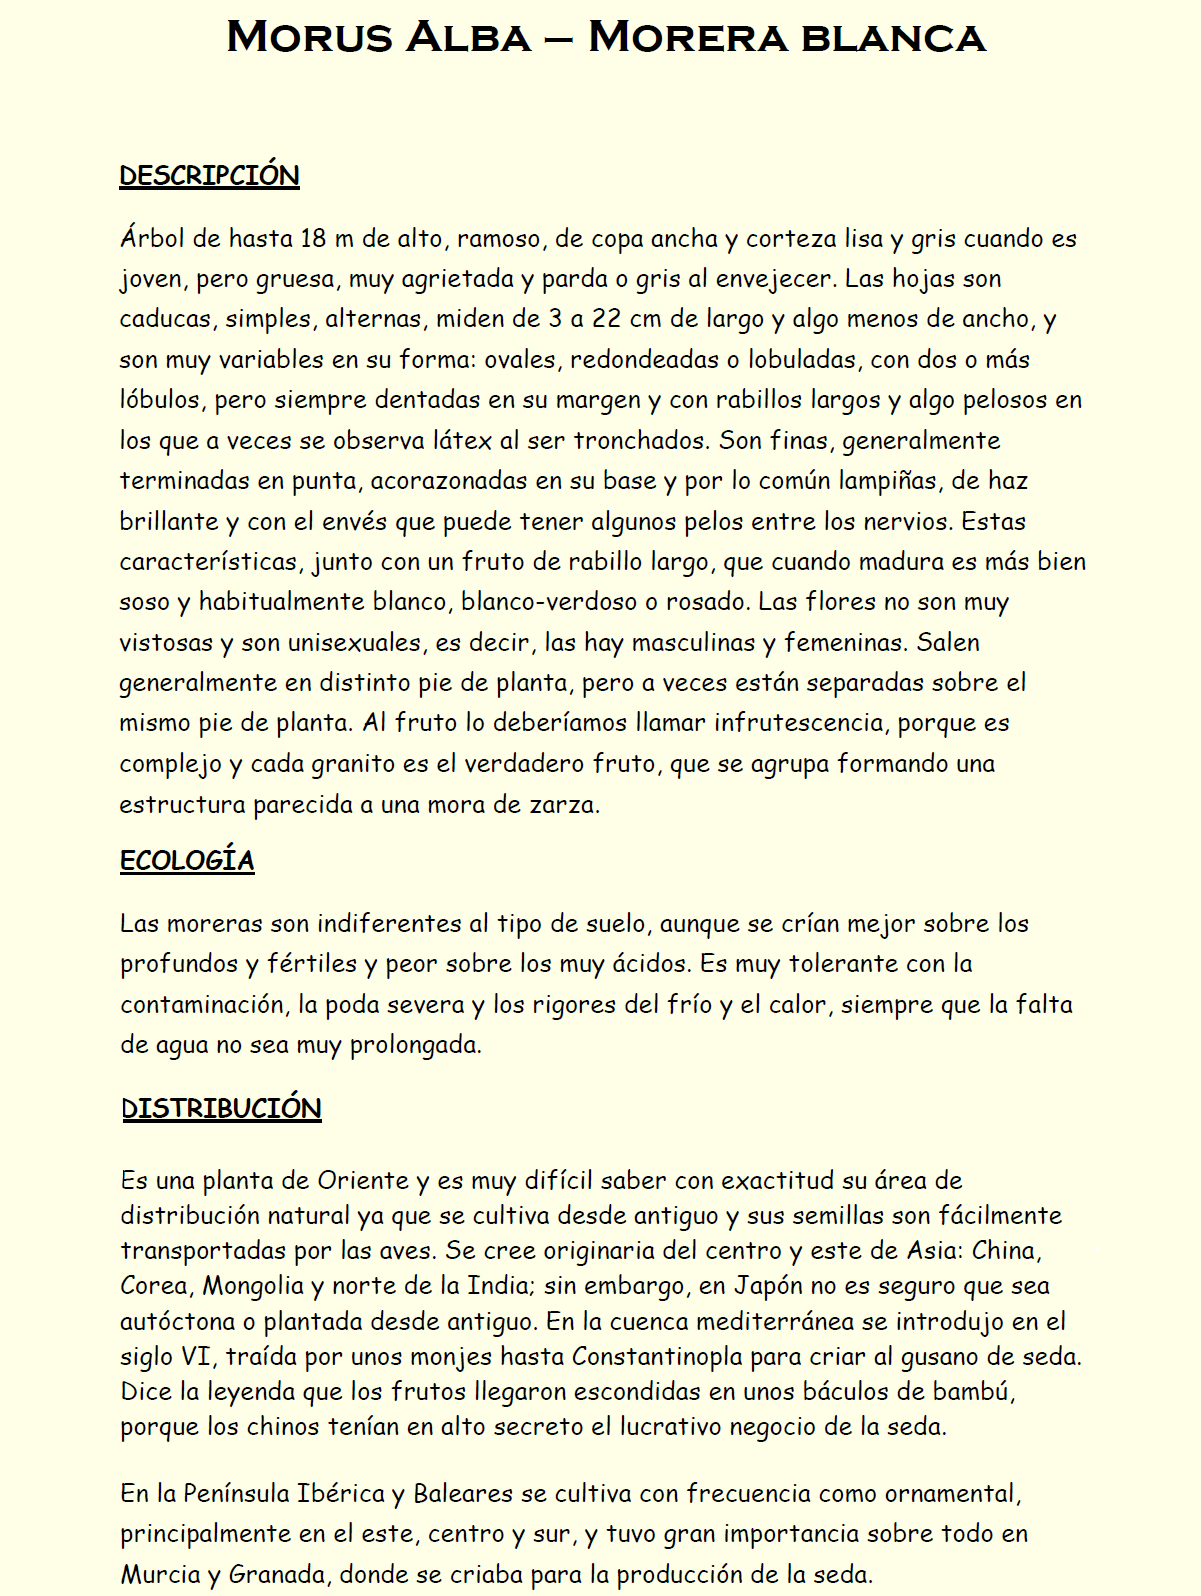 Morus Alba – Morera blanca
DESCRIPCIÓN
Árbol de hasta 18 m de alto, ramoso, de copa ancha y corteza lisa y gris cuando es
joven, pero gruesa, muy agrietada y parda o gris al envejecer. Las hojas son
caducas, simples, alternas, miden de 3 a 22 cm de largo y algo menos de ancho, y
son muy variables en su forma: ovales, redondeadas o lobuladas, con dos o más
lóbulos, pero siempre dentadas en su margen y con rabillos largos y algo pelosos en
los que a veces se observa látex al ser tronchados. Son finas, generalmente
terminadas en punta, acorazonadas en su base y por lo común lampiñas, de haz
brillante y con el envés que puede tener algunos pelos entre los nervios. Estas
características, junto con un fruto de rabillo largo, que cuando madura es más bien
soso y habitualmente blanco, blanco-verdoso o rosado. Las flores no son muy
vistosas y son unisexuales, es decir, las hay masculinas y femeninas. Salen
generalmente en distinto pie de planta, pero a veces están separadas sobre el
mismo pie de planta. Al fruto lo deberíamos llamar infrutescencia, porque es
complejo y cada granito es el verdadero fruto, que se agrupa formando una
estructura parecida a una mora de zarza.
ECOLOGÍA
Las moreras son indiferentes al tipo de suelo, aunque se crían mejor sobre los
profundos y fértiles y peor sobre los muy ácidos. Es muy tolerante con la
contaminación, la poda severa y los rigores del frío y el calor, siempre que la falta
de agua no sea muy prolongada.
DISTRIBUCIÓN
Es una planta de Oriente y es muy difícil saber con exactitud su área de
distribución natural ya que se cultiva desde antiguo y sus semillas son fácilmente
transportadas por las aves. Se cree originaria del centro y este de Asia: China,
Corea, Mongolia y norte de la India; sin embargo, en Japón no es seguro que sea
autóctona o plantada desde antiguo. En la cuenca mediterránea se introdujo en el
siglo VI, traída por unos monjes hasta Constantinopla para criar al gusano de seda.
Dice la leyenda que los frutos llegaron escondidas en unos báculos de bambú,
porque los chinos tenían en alto secreto el lucrativo negocio de la seda.
En la Península Ibérica y Baleares se cultiva con frecuencia como ornamental,
principalmente en el este, centro y sur, y tuvo gran importancia sobre todo en
Murcia y Granada, donde se criaba para la producción de la seda.